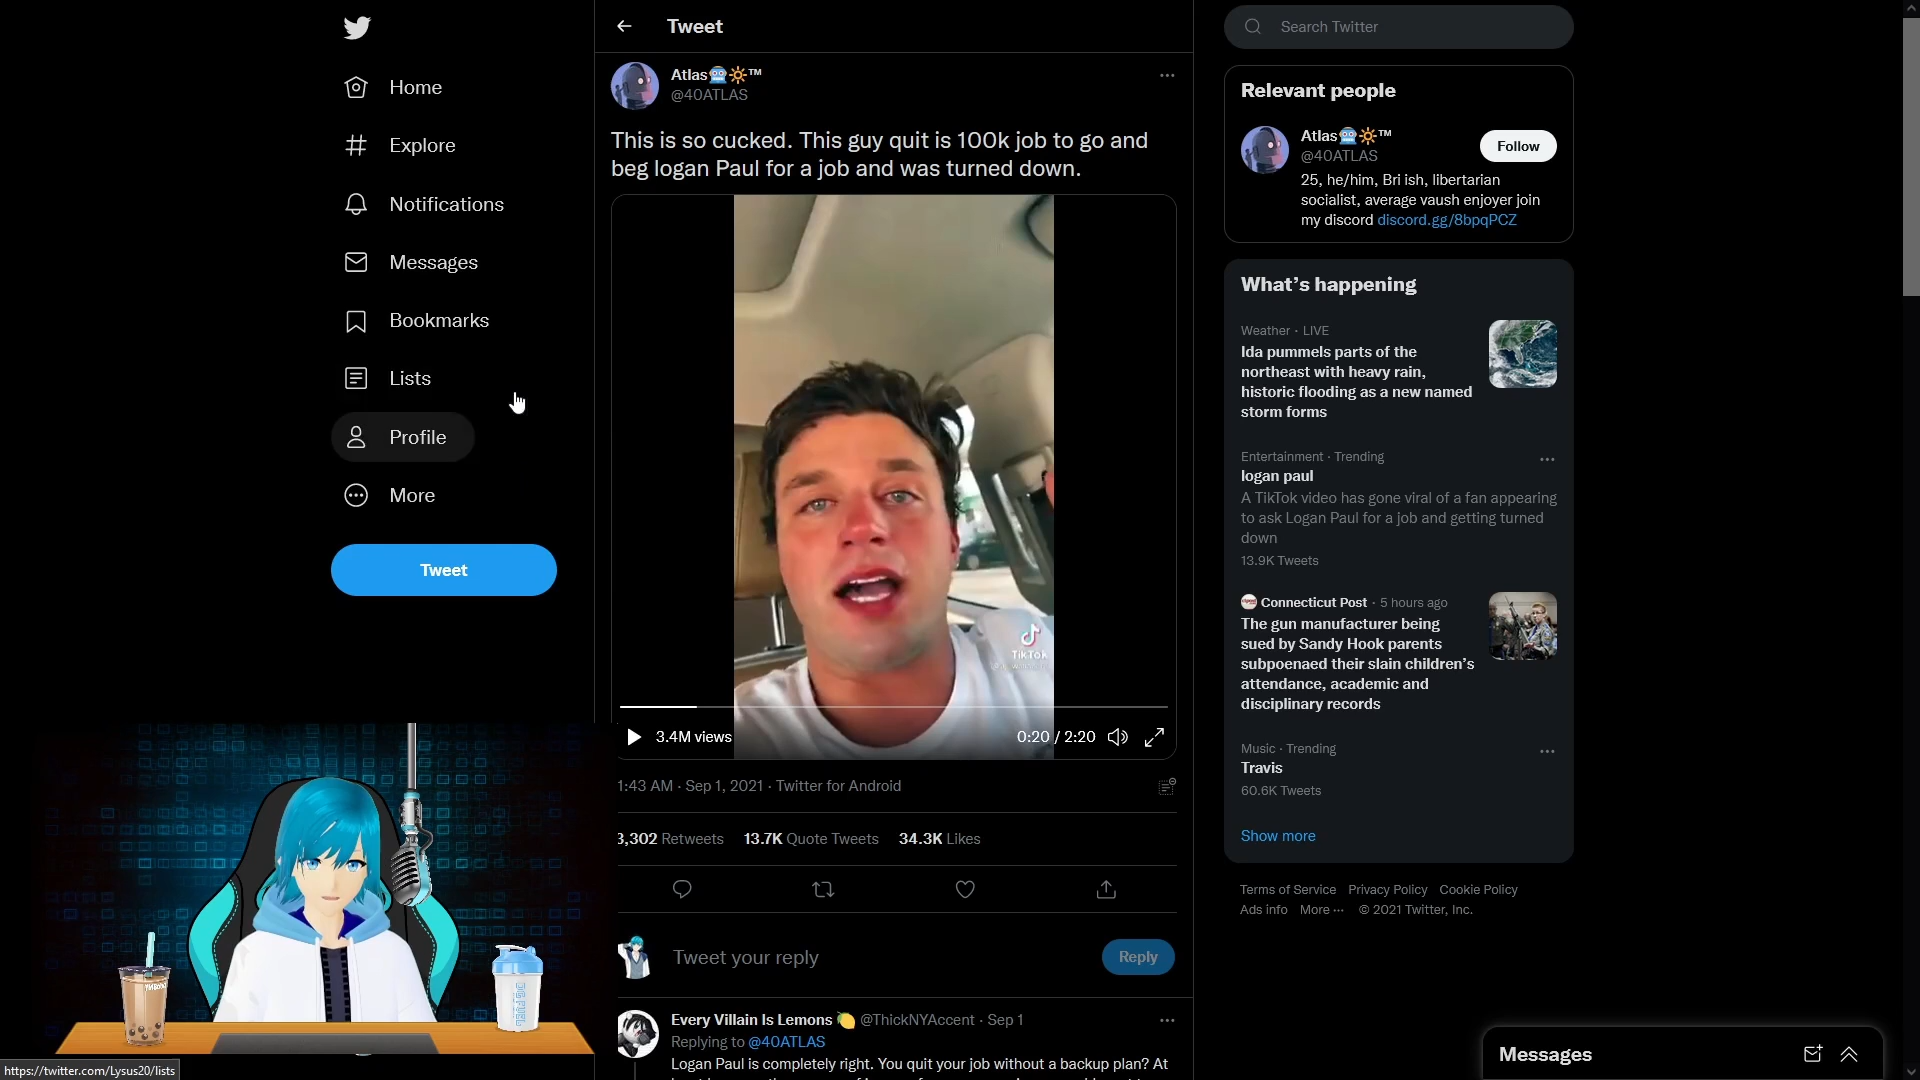 Home
Explore
Notifications
Messages
Bookmarks
Lists
Profile
More
Tweet
https://twitter.com/Lysus20/lists
Tweet
Atlas™
@40ATLAS
This is so cucked. This guy quit is 100k job to go and
beg logan Paul for a job and was turned down.
TikTok
3.4M views
0:20 / 2:20
1:43 AM · Sep 1, 2021 · Twitter for Android
3,302 Retweets 13.7K Quote Tweets 34.3K Likes
Tweet your reply
Reply
Every Villain Is Lemons @ThickNYAccent · Sep 1
Replying to @40ATLAS
Logan Paul is completely right. You quit your job without a backup plan? At
Search Twitter
Relevant people
Atlas™
@40ATLAS
Follow
25, he/him, Bri ish, libertarian
socialist, average vaush enjoyer join
my discord discord.gg/8bpqPCZ
What's happening
Weather · LIVE
Ida pummels parts of the
northeast with heavy rain,
historic flooding as a new named
storm forms
Entertainment · Trending
logan paul
A TikTok video has gone viral of a fan appearing
to ask Logan Paul for a job and getting turned
down
13.9K Tweets
Connecticut Post · 5 hours ago
The gun manufacturer being
sued by Sandy Hook parents
subpoenaed their slain children's
attendance, academic and
disciplinary records
Music · Trending
Travis
60.6K Tweets
Show more
Terms of Service Privacy Policy Cookie Policy
Ads info More ··· © 2021 Twitter, Inc.
Messages